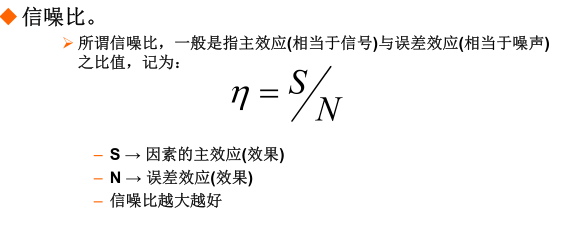 信噪比。
所谓信噪比，一般是指主效应(相当于信号)与误差效应(相当于噪声)
之比值，记为：
η = S/N
– S → 因素的主效应(效果)
– N → 误差效应(效果)
– 信噪比越大越好